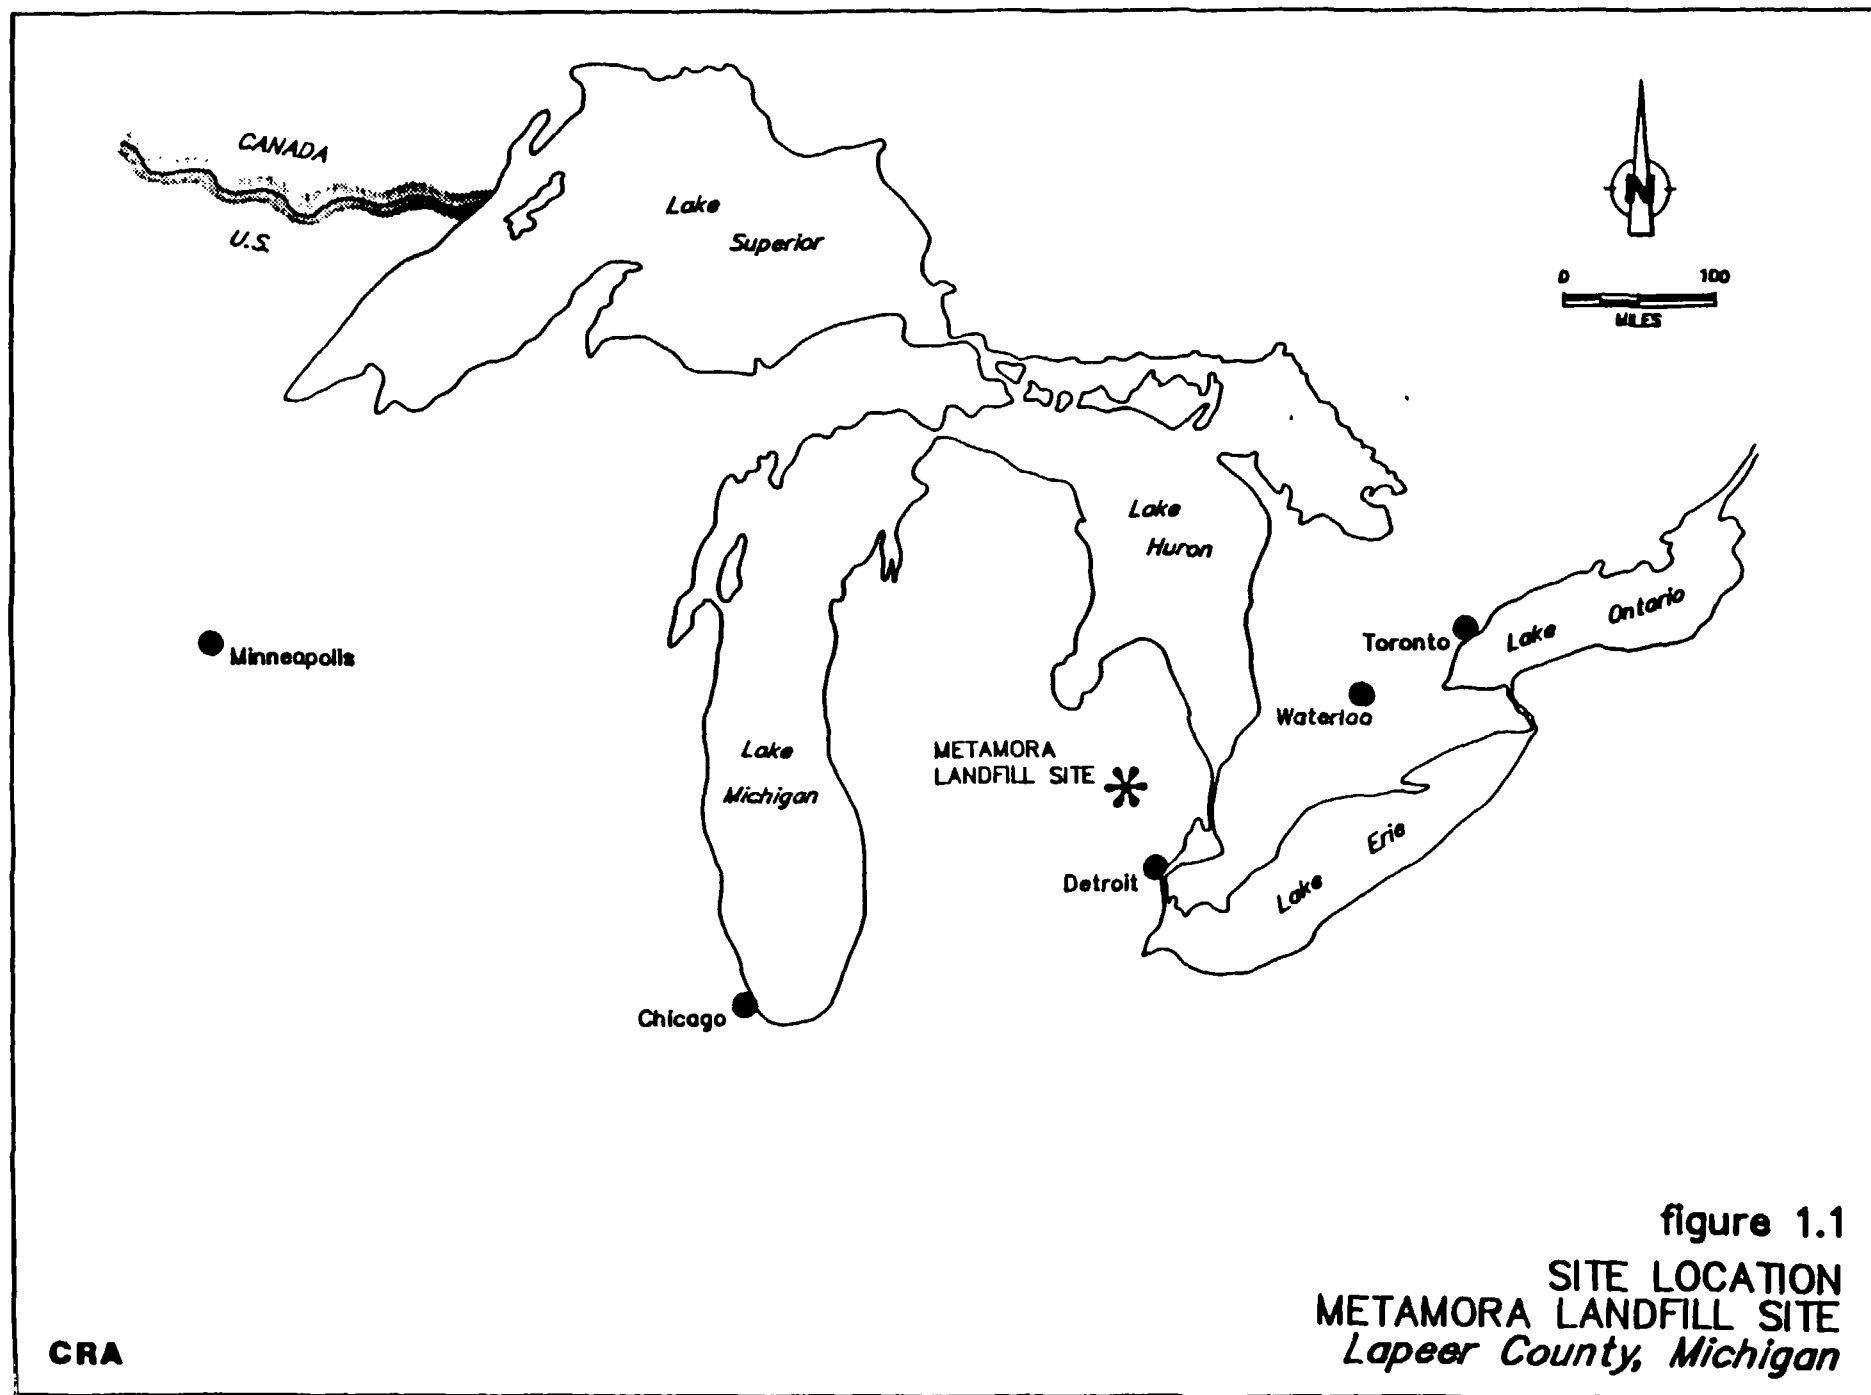 CANADA
U.S.
Lake
Superior
N
0 100
MILES
Lake
Huron
Minneapolis
Toronto
Lake Ontario
Waterloo
METAMORA
LANDFILL SITE
Lake
Michigan
Lake Erie
Detroit
Chicago
figure 1.1
SITE LOCATION
METAMORA LANDFILL SITE
Lapeer County, Michigan
CRA